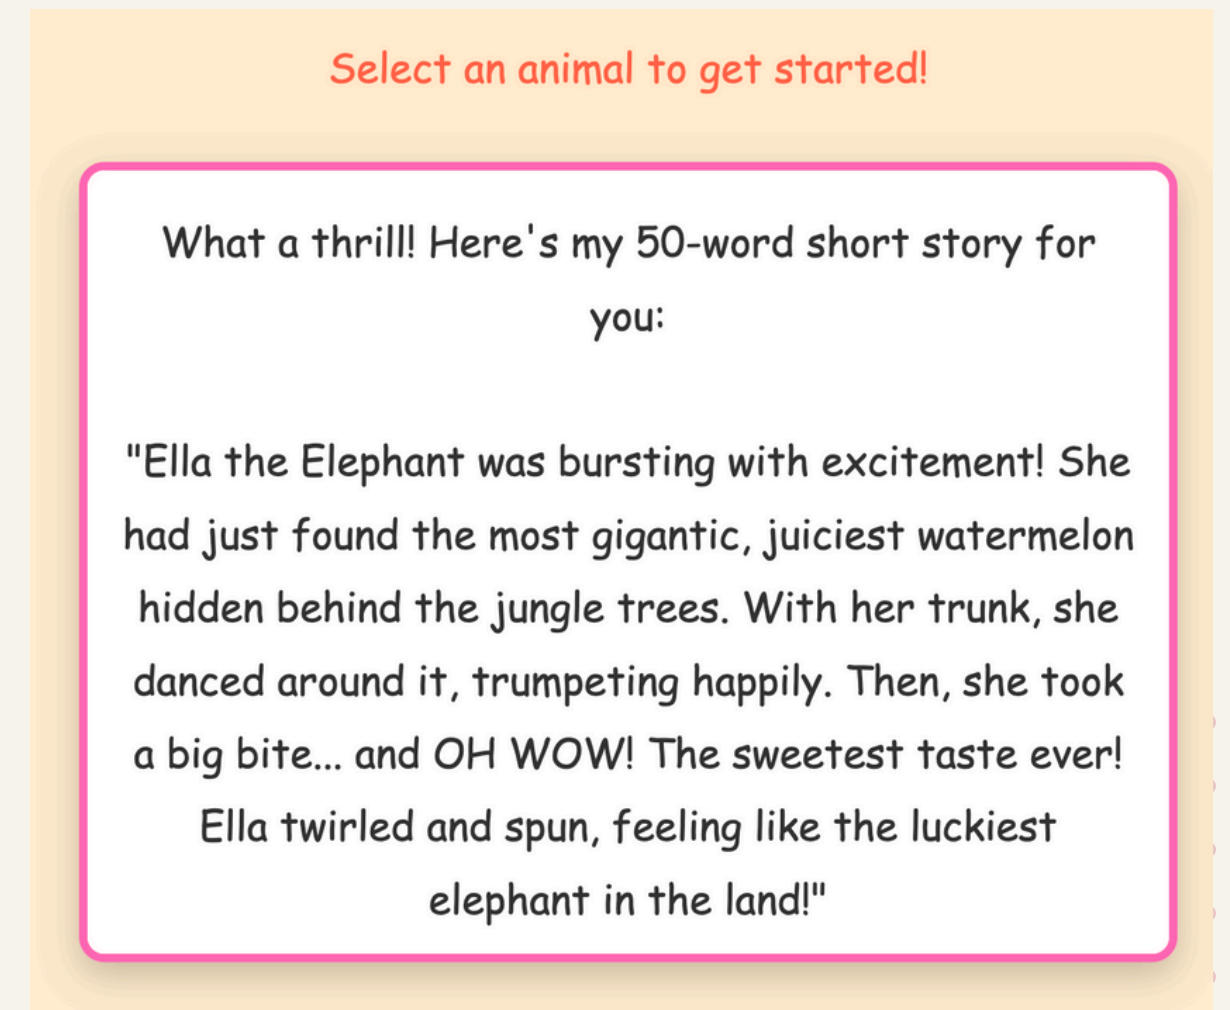 Select an animal to get started!
What a thrill! Here's my 50-word short story for
you:
"Ella the Elephant was bursting with excitement! She
had just found the most gigantic, juiciest watermelon
hidden behind the jungle trees. With her trunk, she
danced around it, trumpeting happily. Then, she took
a big bite... and OH WOW! The sweetest taste ever!
Ella twirled and spun, feeling like the luckiest
elephant in the land!"